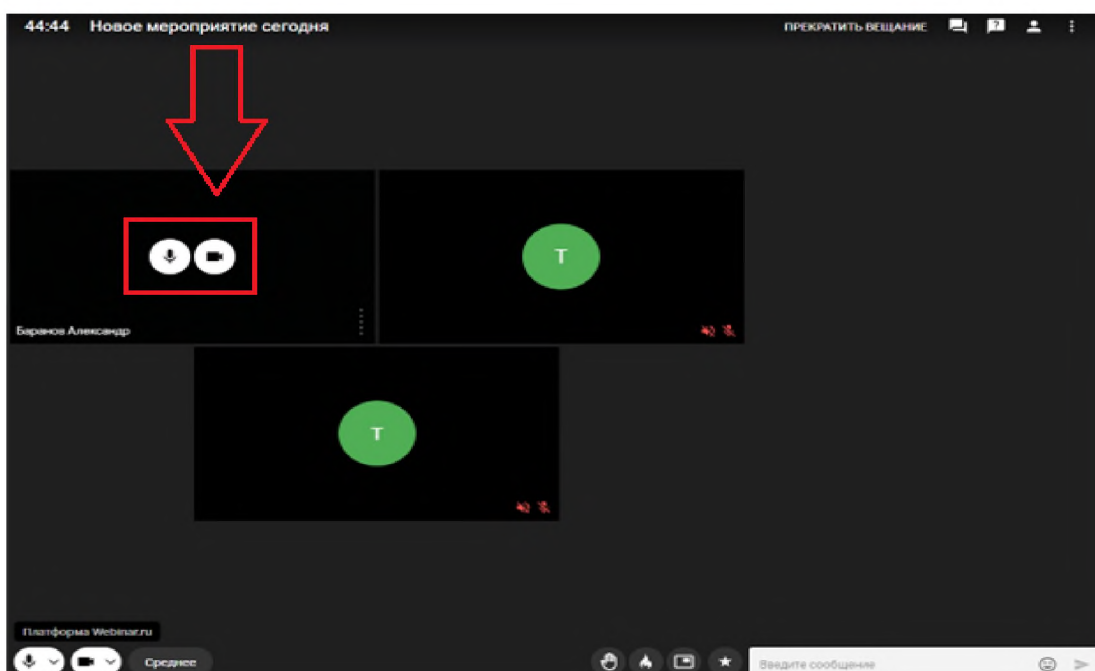 44:44 Новое мероприятие сегодня ПРЕКРАТИТЬ ВЕЩАНИЕ
T
Баранов Александр
T
Платформа Webinar.ru
Среднее
Введите сообщение